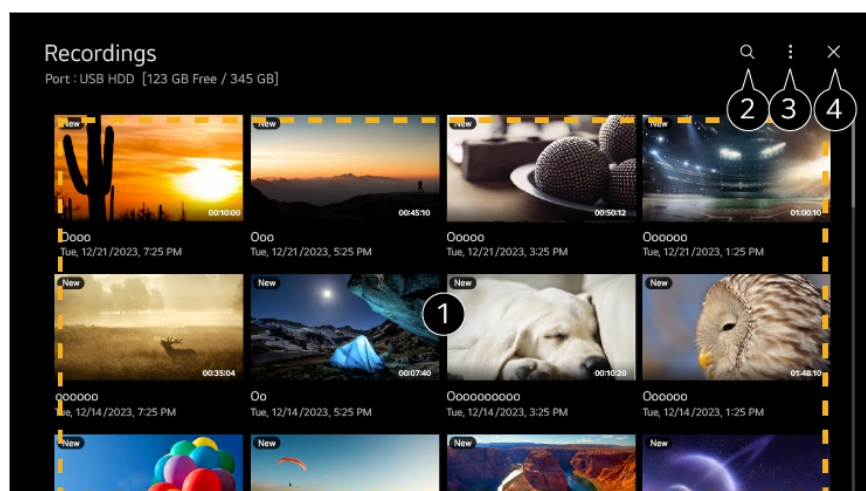 Recordings
Port : USB HDD [123 GB Free / 345 GB]
2 3 4
New New New New
00:10:00 00:45:10 00:50:12 01:00:10
Oooo Ooo Ooooo Oooooo
Tue, 12/21/2023, 7:25 PM Tue, 12/21/2023, 5:25 PM Tue, 12/21/2023, 3:25 PM Tue, 12/21/2023, 1:25 PM
New New New New
1
00:35:04 00:07:40 00:10:20 01:48:10
oooooo Oo Oooooooooo Oooooo
Tue, 12/14/2023, 7:25 PM Tue, 12/14/2023, 5:25 PM Tue, 12/14/2023, 3:25 PM Tue, 12/14/2023, 1:25 PM
New New New New